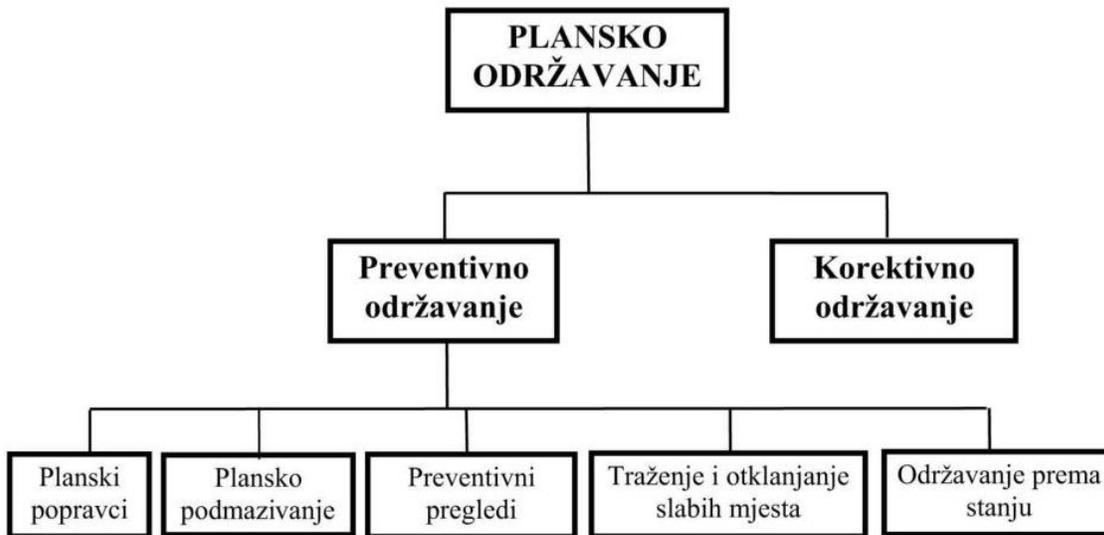 PLANSKO
ODRŽAVANJE
Preventivno
održavanje
Korektivno
održavanje
Planski
popravci
Plansko
podmazivanje
Preventivni
pregledi
Traženje i otklanjanje
slabih mjesta
Održavanje prema
stanju